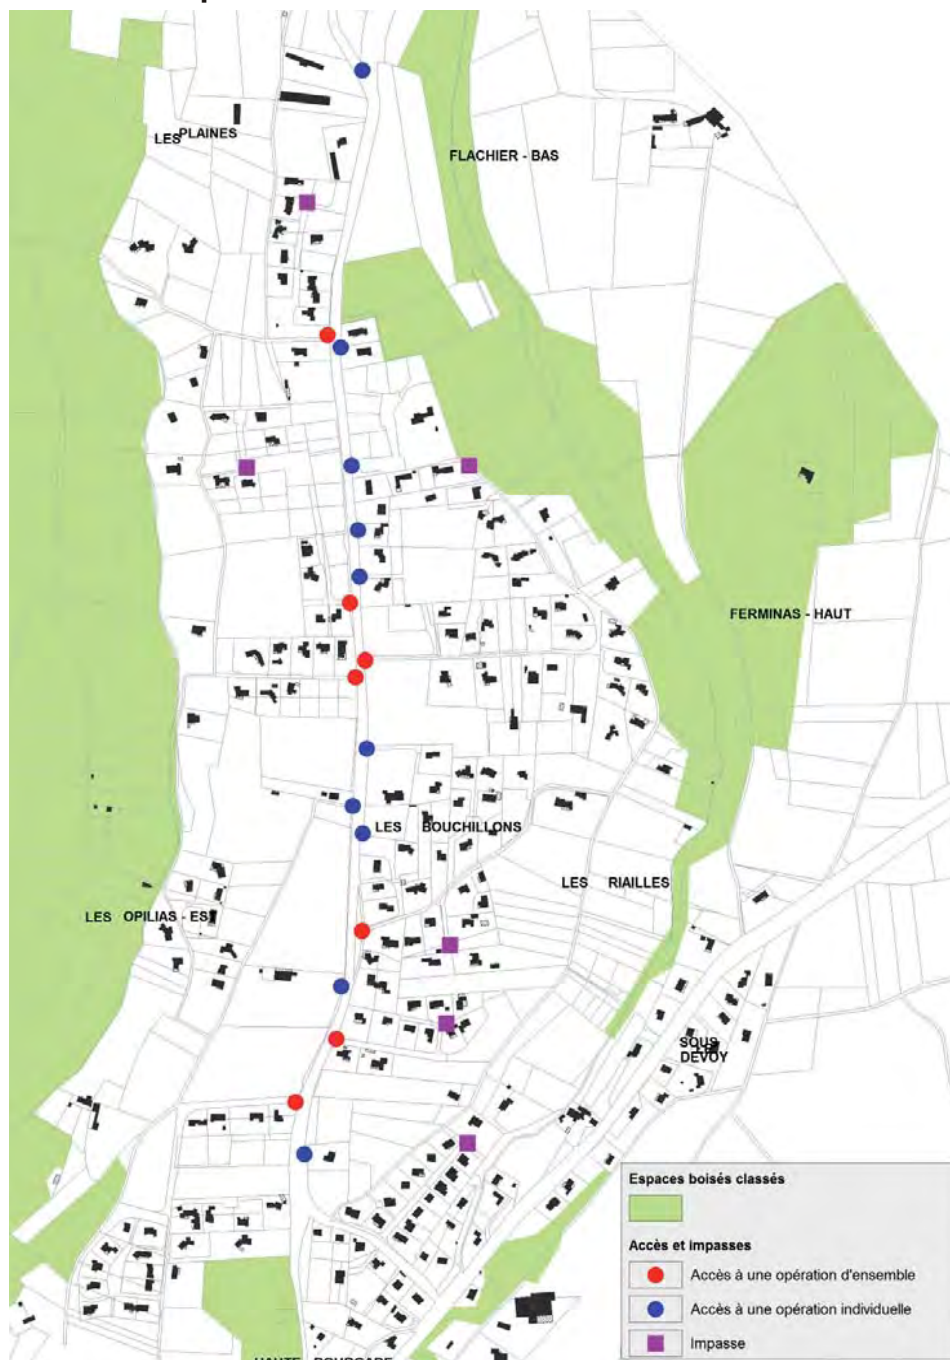 LES PLAINES
FLACHIER - BAS
FERMINAS - HAUT
LES BOUCHILLONS
LES RIAILLES
LES OPILIAS - EST
SOUS
DEVOY
Espaces boisés classés
Accès et impasses
Accès à une opération d'ensemble
Accès à une opération individuelle
Impasse